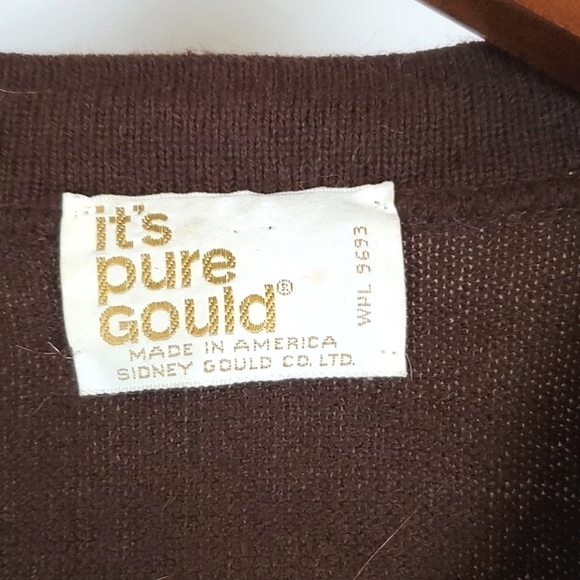 it's
pure
Gould®
MADE IN AMERICA
SIDNEY GOULD CO. LTD.
WPL 9693